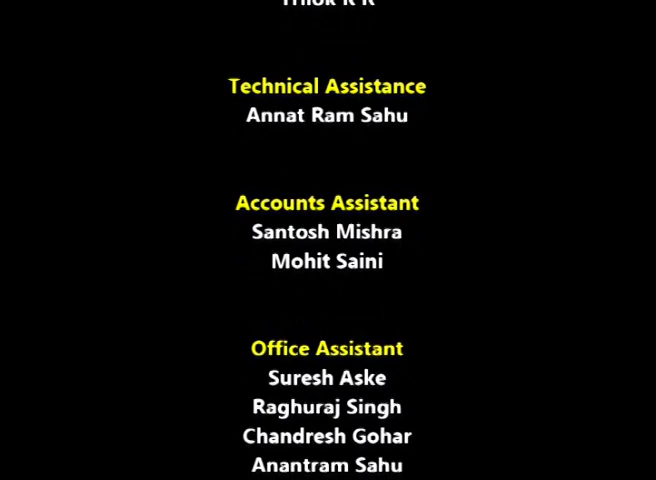 Technical Assistance
Annat Ram Sahu
Accounts Assistant
Santosh Mishra
Mohit Saini
Office Assistant
Suresh Aske
Raghuraj Singh
Chandresh Gohar
Anantram Sahu